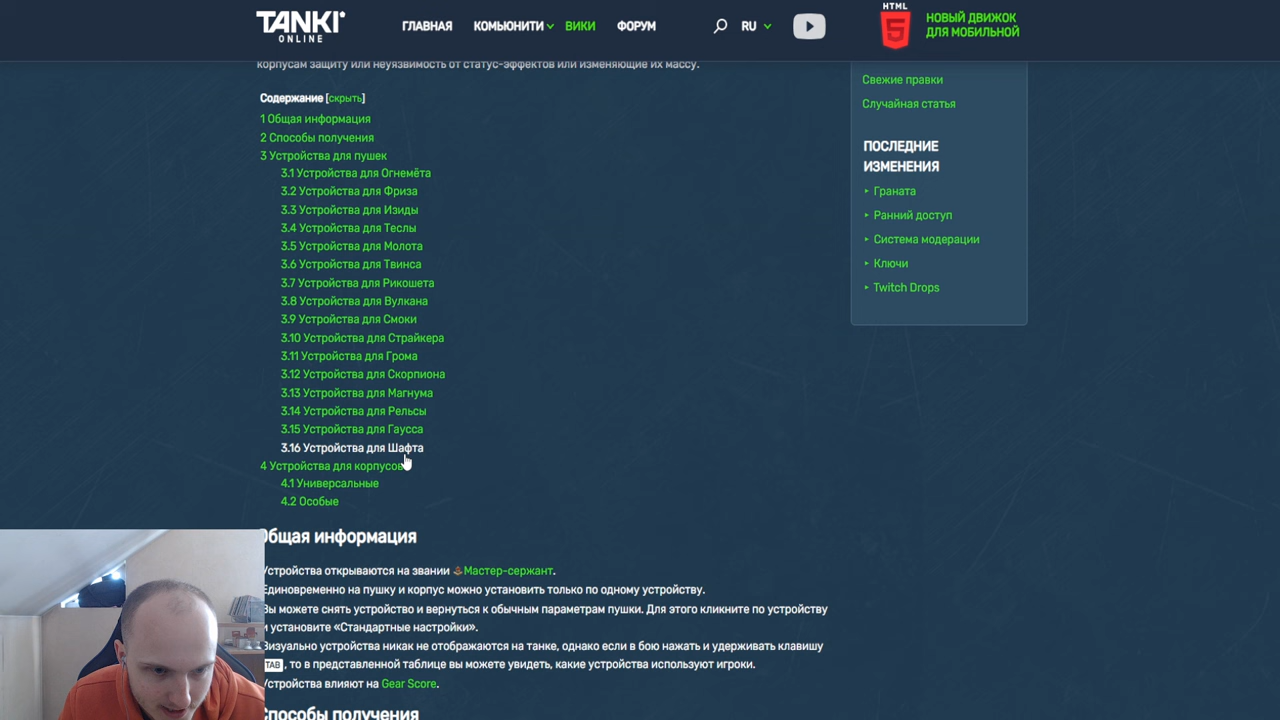 TANKI
ONLINE
ГЛАВНАЯ
КОМЬЮНИТИ
ВИКИ
ФОРУМ
RU
HTML
5
НОВЫЙ ДВИЖОК
ДЛЯ МОБИЛЬНОЙ
корпусам защиту или неуязвимость от статус-эффектов или изменяющие их массу.
Содержание [скрыть]
1 Общая информация
2 Способы получения
3 Устройства для пушек
3.1 Устройства для Огнемёта
3.2 Устройства для Фриза
3.3 Устройства для Изиды
3.4 Устройства для Теслы
3.5 Устройства для Молота
3.6 Устройства для Твинса
3.7 Устройства для Рикошета
3.8 Устройства для Вулкана
3.9 Устройства для Смоки
3.10 Устройства для Страйкера
3.11 Устройства для Грома
3.12 Устройства для Скорпиона
3.13 Устройства для Магнума
3.14 Устройства для Рельсы
3.15 Устройства для Гаусса
3.16 Устройства для Шафта
4 Устройства для корпусов
4.1 Универсальные
4.2 Особые
Общая информация
Устройства открываются на звании Мастер-сержант.
Единовременно на пушку и корпус можно установить только по одному устройству.
Вы можете снять устройство и вернуться к обычным параметрам пушки. Для этого кликните по устройству
и установите «Стандартные настройки».
Визуально устройства никак не отображаются на танке, однако если в бою нажать и удерживать клавишу
TAB, то в представленной таблице вы можете увидеть, какие устройства используют игроки.
Устройства влияют на Gear Score.
Способы получения
Свежие правки
Случайная статья
ПОСЛЕДНИЕ
ИЗМЕНЕНИЯ
Граната
Ранний доступ
Система модерации
Ключи
Twitch Drops